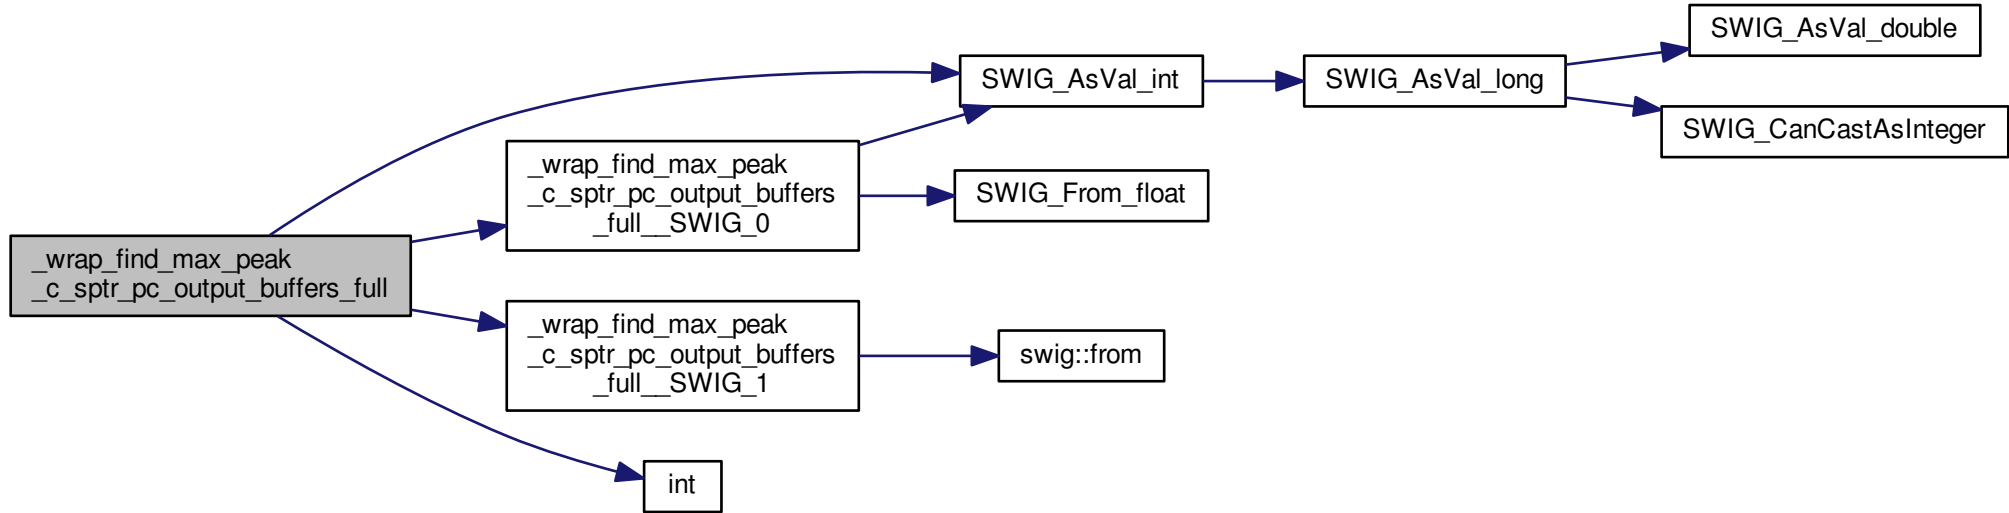 _wrap_find_max_peak
_c_sptr_pc_output_buffers_full
_wrap_find_max_peak
_c_sptr_pc_output_buffers
_full__SWIG_0
_wrap_find_max_peak
_c_sptr_pc_output_buffers
_full__SWIG_1
int
SWIG_AsVal_int
SWIG_From_float
swig::from
SWIG_AsVal_long
SWIG_AsVal_double
SWIG_CanCastAsInteger